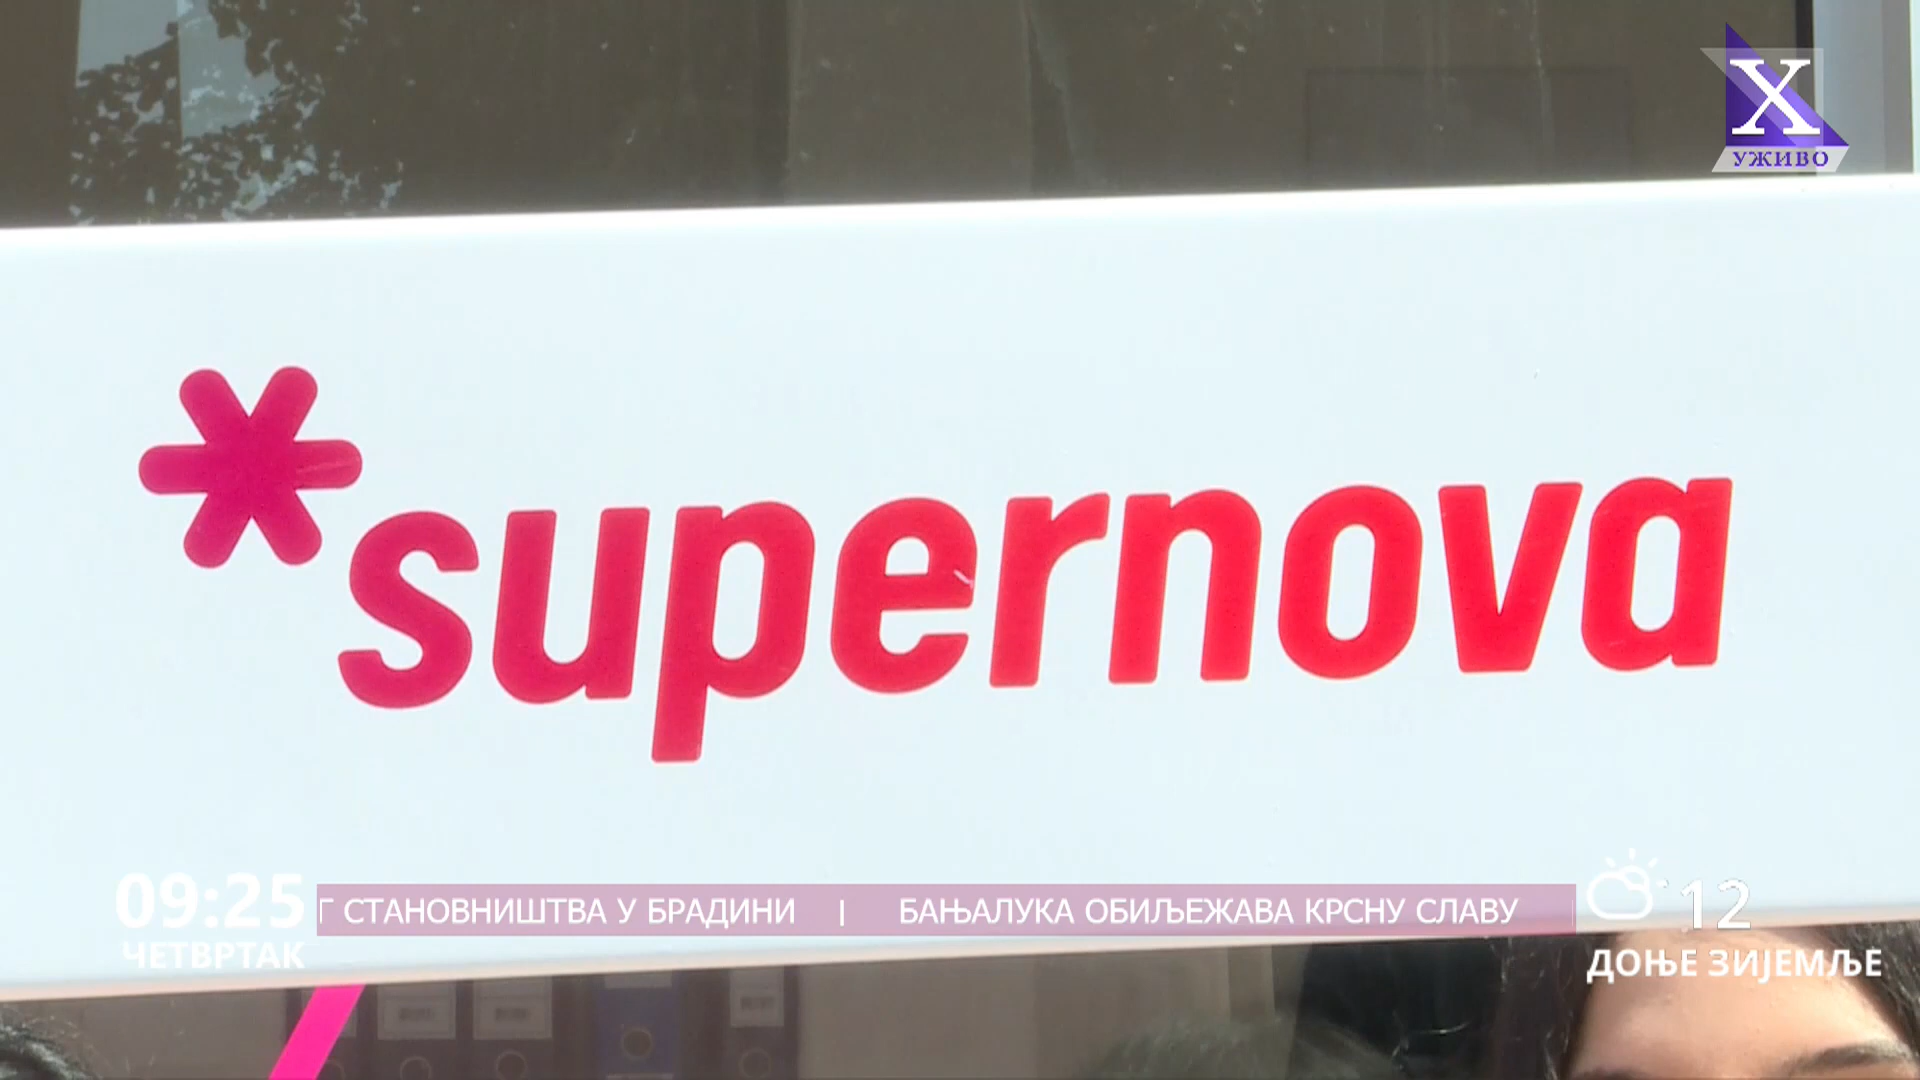 X
УЖИВО
*supernova
09:25
ЧЕТВРТАК
Г СТАНОВНИШТВА У БРАДИНИ | БАЊАЛУКА ОБИЉЕЖАВА КРСНУ СЛАВУ
12
ДОЊЕ ЗИЈЕМЉЕ